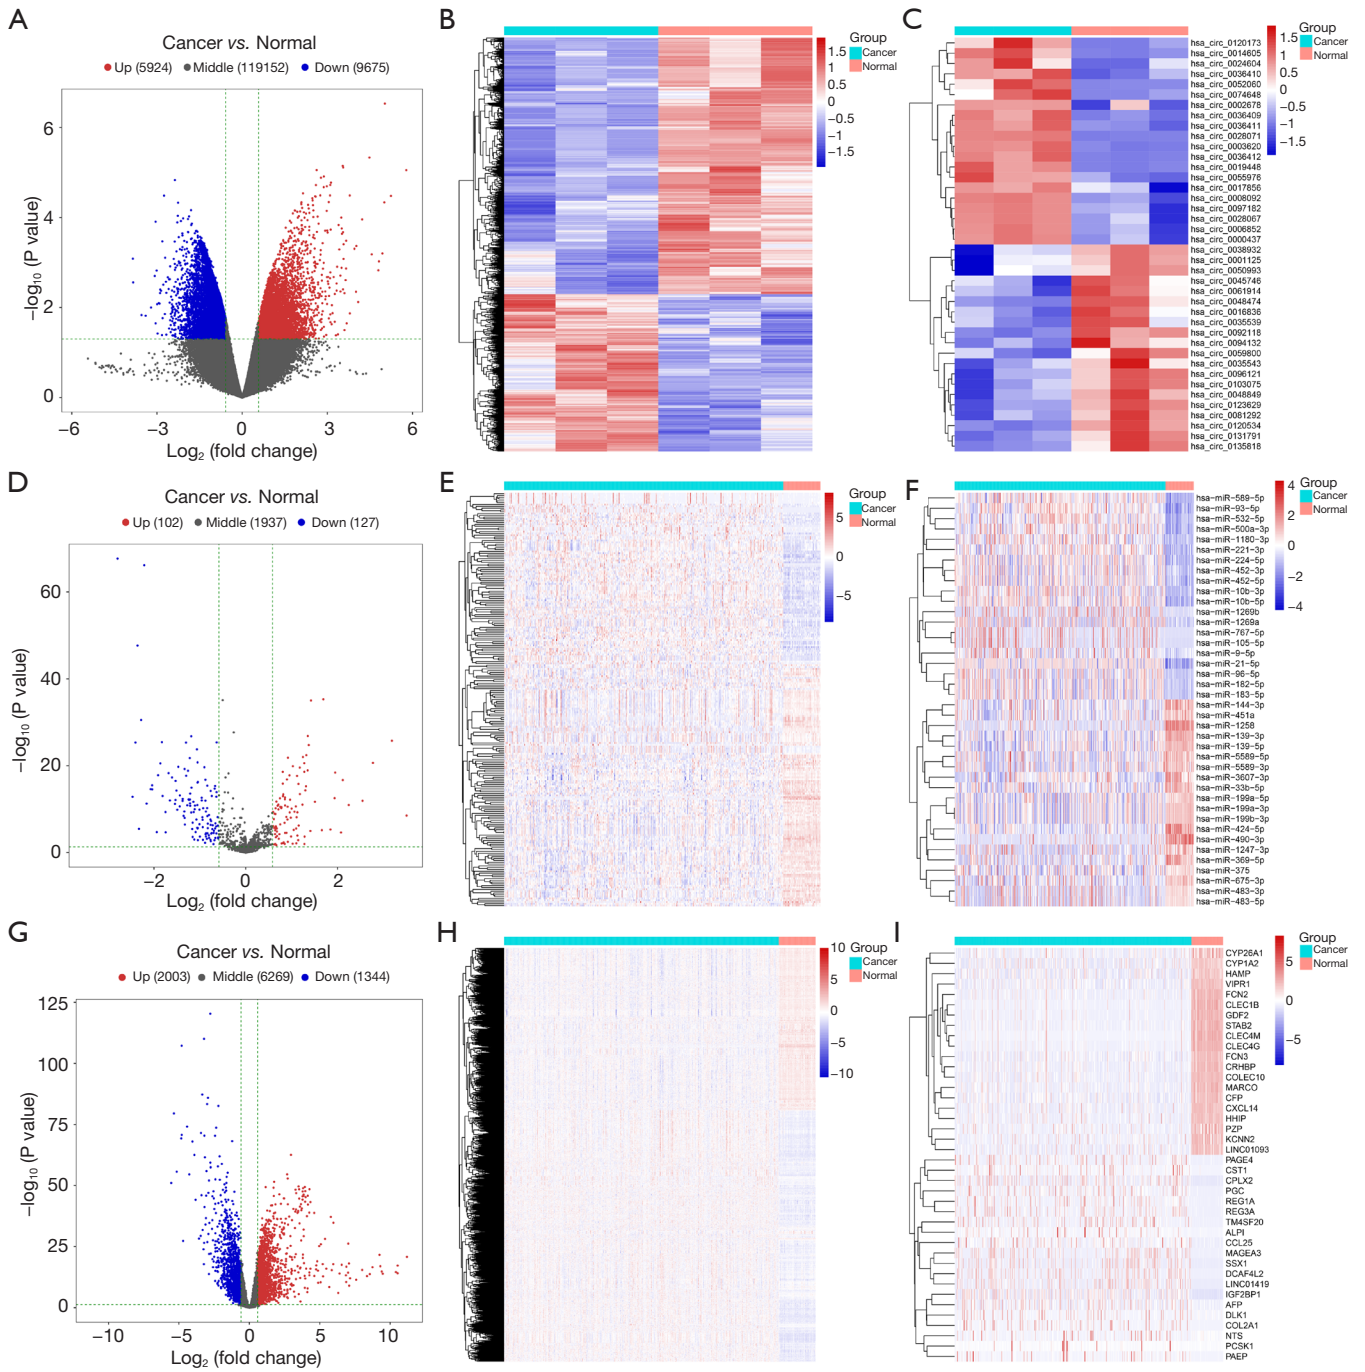 A
Cancer vs. Normal
Up (5924) Middle (119152) Down (9675)
6
4
2
0
−log10 (P value)
−6 −3 0 3 6
Log2 (fold change)
B
Group
Cancer
Normal
1.5
1
0.5
0
−0.5
−1
−1.5
C
Group
Cancer
Normal
1.5
1
0.5
0
−0.5
−1
−1.5
hsa_circ_0120173
hsa_circ_0014605
hsa_circ_0024604
hsa_circ_0036410
hsa_circ_0052060
hsa_circ_0074648
hsa_circ_0002678
hsa_circ_0036409
hsa_circ_0036411
hsa_circ_0028071
hsa_circ_0003620
hsa_circ_0036412
hsa_circ_0019448
hsa_circ_0055976
hsa_circ_0017856
hsa_circ_0008092
hsa_circ_0097182
hsa_circ_0028067
hsa_circ_0006852
hsa_circ_0000437
hsa_circ_0038932
hsa_circ_0001125
hsa_circ_0050993
hsa_circ_0045746
hsa_circ_0061914
hsa_circ_0048474
hsa_circ_0016836
hsa_circ_0035539
hsa_circ_0092118
hsa_circ_0094132
hsa_circ_0059800
hsa_circ_0035543
hsa_circ_0096121
hsa_circ_0103075
hsa_circ_0048849
hsa_circ_0123629
hsa_circ_0081292
hsa_circ_0120534
hsa_circ_0131791
hsa_circ_0135818
D
Cancer vs. Normal
Up (102) Middle (1937) Down (127)
60
40
20
0
−log10 (P value)
−2 0 2
Log2 (fold change)
E
Group
Cancer
Normal
5
0
−5
F
Group
Cancer
Normal
4
2
0
−2
−4
hsa−miR−589−5p
hsa−miR−93−5p
hsa−miR−532−5p
hsa−miR−500a−3p
hsa−miR−1180−3p
hsa−miR−221−3p
hsa−miR−224−5p
hsa−miR−452−3p
hsa−miR−452−5p
hsa−miR−10b−3p
hsa−miR−10b−5p
hsa−miR−1269b
hsa−miR−1269a
hsa−miR−767−5p
hsa−miR−105−5p
hsa−miR−9−5p
hsa−miR−21−5p
hsa−miR−96−5p
hsa−miR−182−5p
hsa−miR−183−5p
hsa−miR−144−3p
hsa−miR−451a
hsa−miR−1258
hsa−miR−139−3p
hsa−miR−139−5p
hsa−miR−5589−5p
hsa−miR−5589−3p
hsa−miR−3607−3p
hsa−miR−33b−5p
hsa−miR−199a−5p
hsa−miR−199a−3p
hsa−miR−199b−3p
hsa−miR−424−5p
hsa−miR−490−3p
hsa−miR−1247−3p
hsa−miR−369−5p
hsa−miR−375
hsa−miR−675−3p
hsa−miR−483−3p
hsa−miR−483−5p
G
Cancer vs. Normal
Up (2003) Middle (6269) Down (1344)
125
100
75
50
25
0
−log10 (P value)
−10 −5 0 5 10
Log2 (fold change)
H
Group
Cancer
Normal
10
5
0
−5
−10
I
Group
Cancer
Normal
5
0
−5
CYP26A1
CYP1A2
HAMP
VIPR1
FCN2
CLEC1B
GDF2
STAB2
CLEC4M
CLEC4G
FCN3
CRHBP
COLEC10
MARCO
CFP
CXCL14
HHIP
PZP
KCNN2
LINC01093
PAGE4
CST1
CPLX2
PGC
REG1A
REG3A
TM4SF20
ALPI
CCL25
MAGEA3
SSX1
DCAF4L2
LINC01419
IGF2BP1
AFP
DLK1
COL2A1
NTS
PCSK1
PAEP